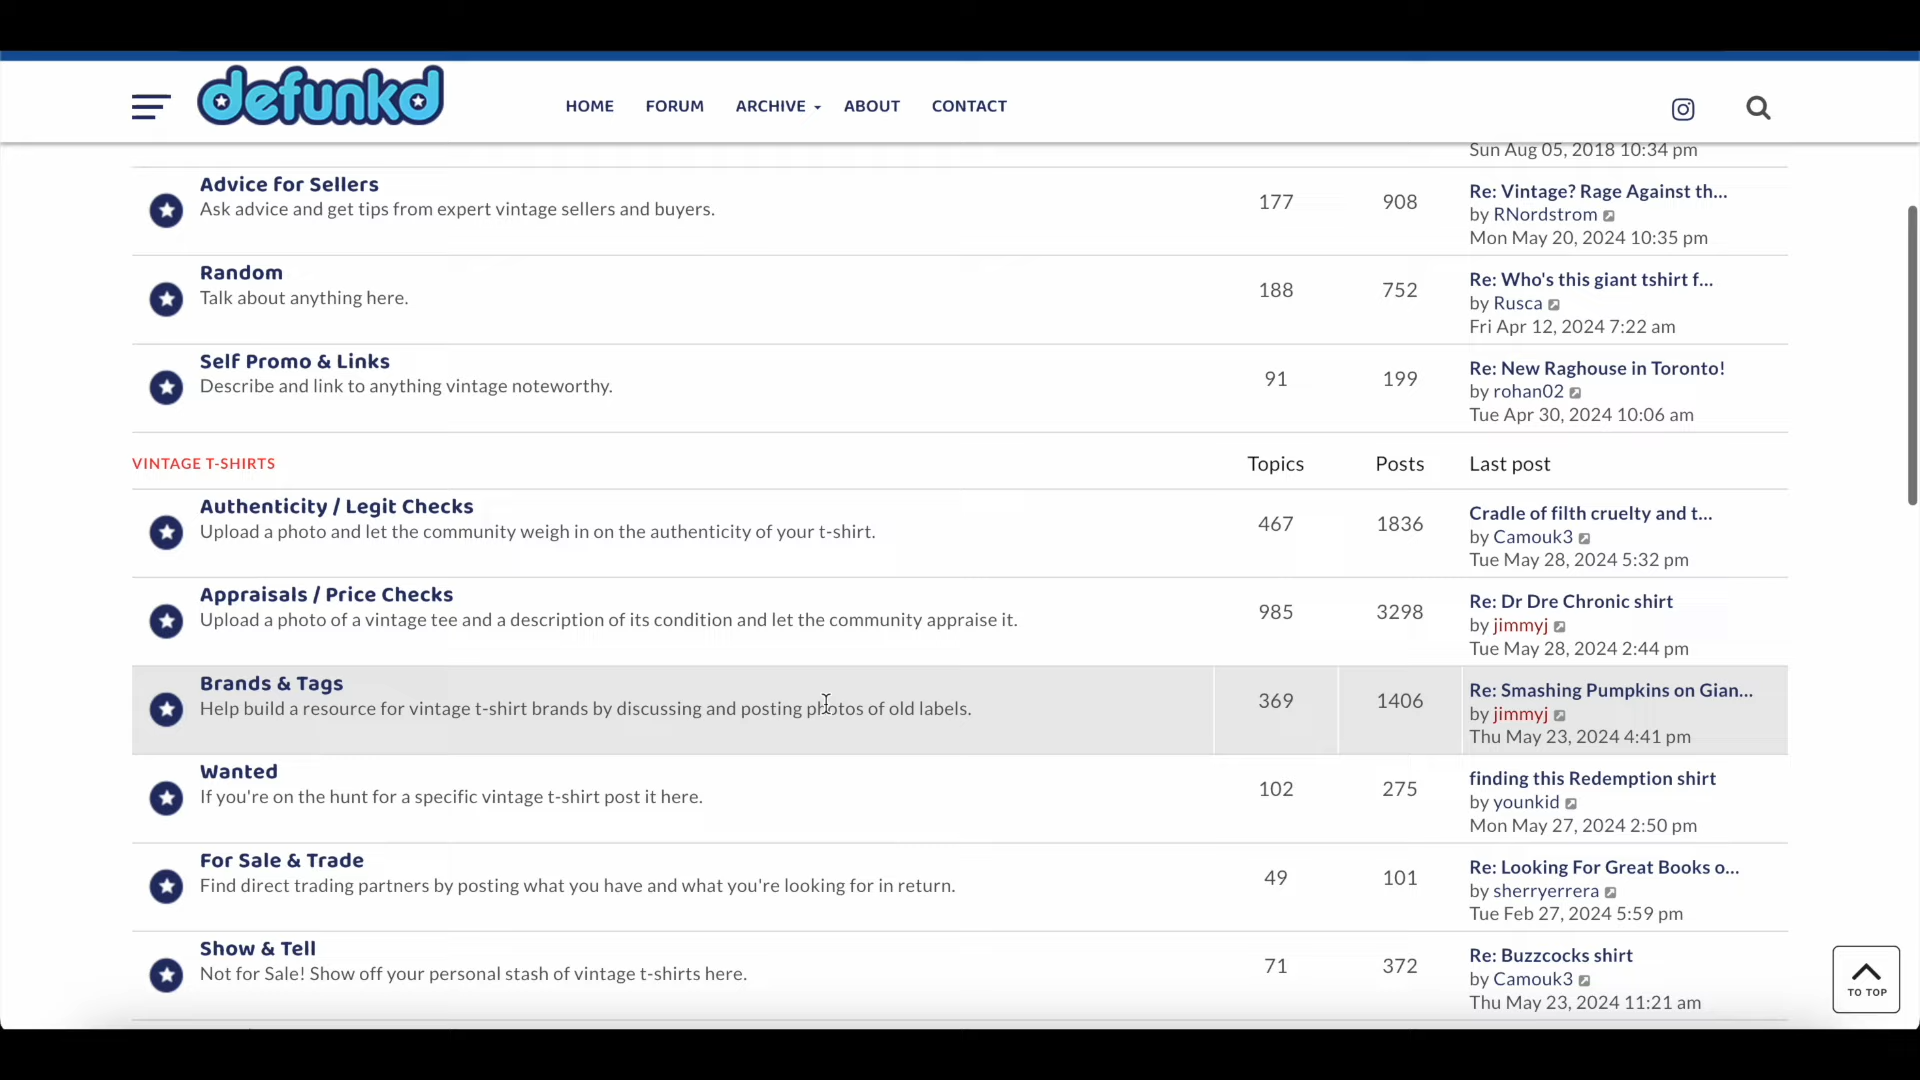 defunkd
HOME FORUM ARCHIVE ABOUT CONTACT
Sun Aug 05, 2018 10:34 pm
Advice for Sellers
Ask advice and get tips from expert vintage sellers and buyers.
177 908
Re: Vintage? Rage Against th...
by RNordstrom
Mon May 20, 2024 10:35 pm
Random
Talk about anything here.
188 752
Re: Who's this giant tshirt f...
by Rusca
Fri Apr 12, 2024 7:22 am
Self Promo & Links
Describe and link to anything vintage noteworthy.
91 199
Re: New Raghouse in Toronto!
by rohan02
Tue Apr 30, 2024 10:06 am
VINTAGE T-SHIRTS Topics Posts Last post
Authenticity / Legit Checks
Upload a photo and let the community weigh in on the authenticity of your t-shirt.
467 1836
Cradle of filth cruelty and t...
by Camouk3
Tue May 28, 2024 5:32 pm
Appraisals / Price Checks
Upload a photo of a vintage tee and a description of its condition and let the community appraise it.
985 3298
Re: Dr Dre Chronic shirt
by jimmyj
Tue May 28, 2024 2:44 pm
Brands & Tags
Help build a resource for vintage t-shirt brands by discussing and posting photos of old labels.
369 1406
Re: Smashing Pumpkins on Gian...
by jimmyj
Thu May 23, 2024 4:41 pm
Wanted
If you're on the hunt for a specific vintage t-shirt post it here.
102 275
finding this Redemption shirt
by younkid
Mon May 27, 2024 2:50 pm
For Sale & Trade
Find direct trading partners by posting what you have and what you're looking for in return.
49 101
Re: Looking For Great Books o...
by sherryerrera
Tue Feb 27, 2024 5:59 pm
Show & Tell
Not for Sale! Show off your personal stash of vintage t-shirts here.
71 372
Re: Buzzcocks shirt
by Camouk3
Thu May 23, 2024 11:21 am
TO TOP